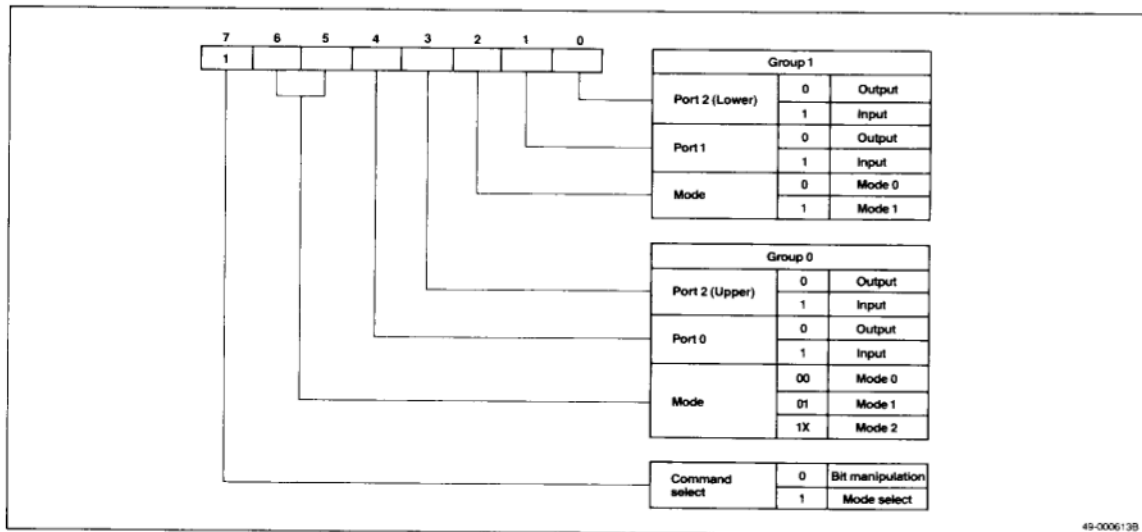 7 6 5 4 3 2 1 0
1
Group 1
Port 2 (Lower) 0 Output
1 Input
Port 1 0 Output
1 Input
Mode 0 Mode 0
1 Mode 1
Group 0
Port 2 (Upper) 0 Output
1 Input
Port 0 0 Output
1 Input
Mode 00 Mode 0
01 Mode 1
1X Mode 2
Command select 0 Bit manipulation
1 Mode select
49-000613B